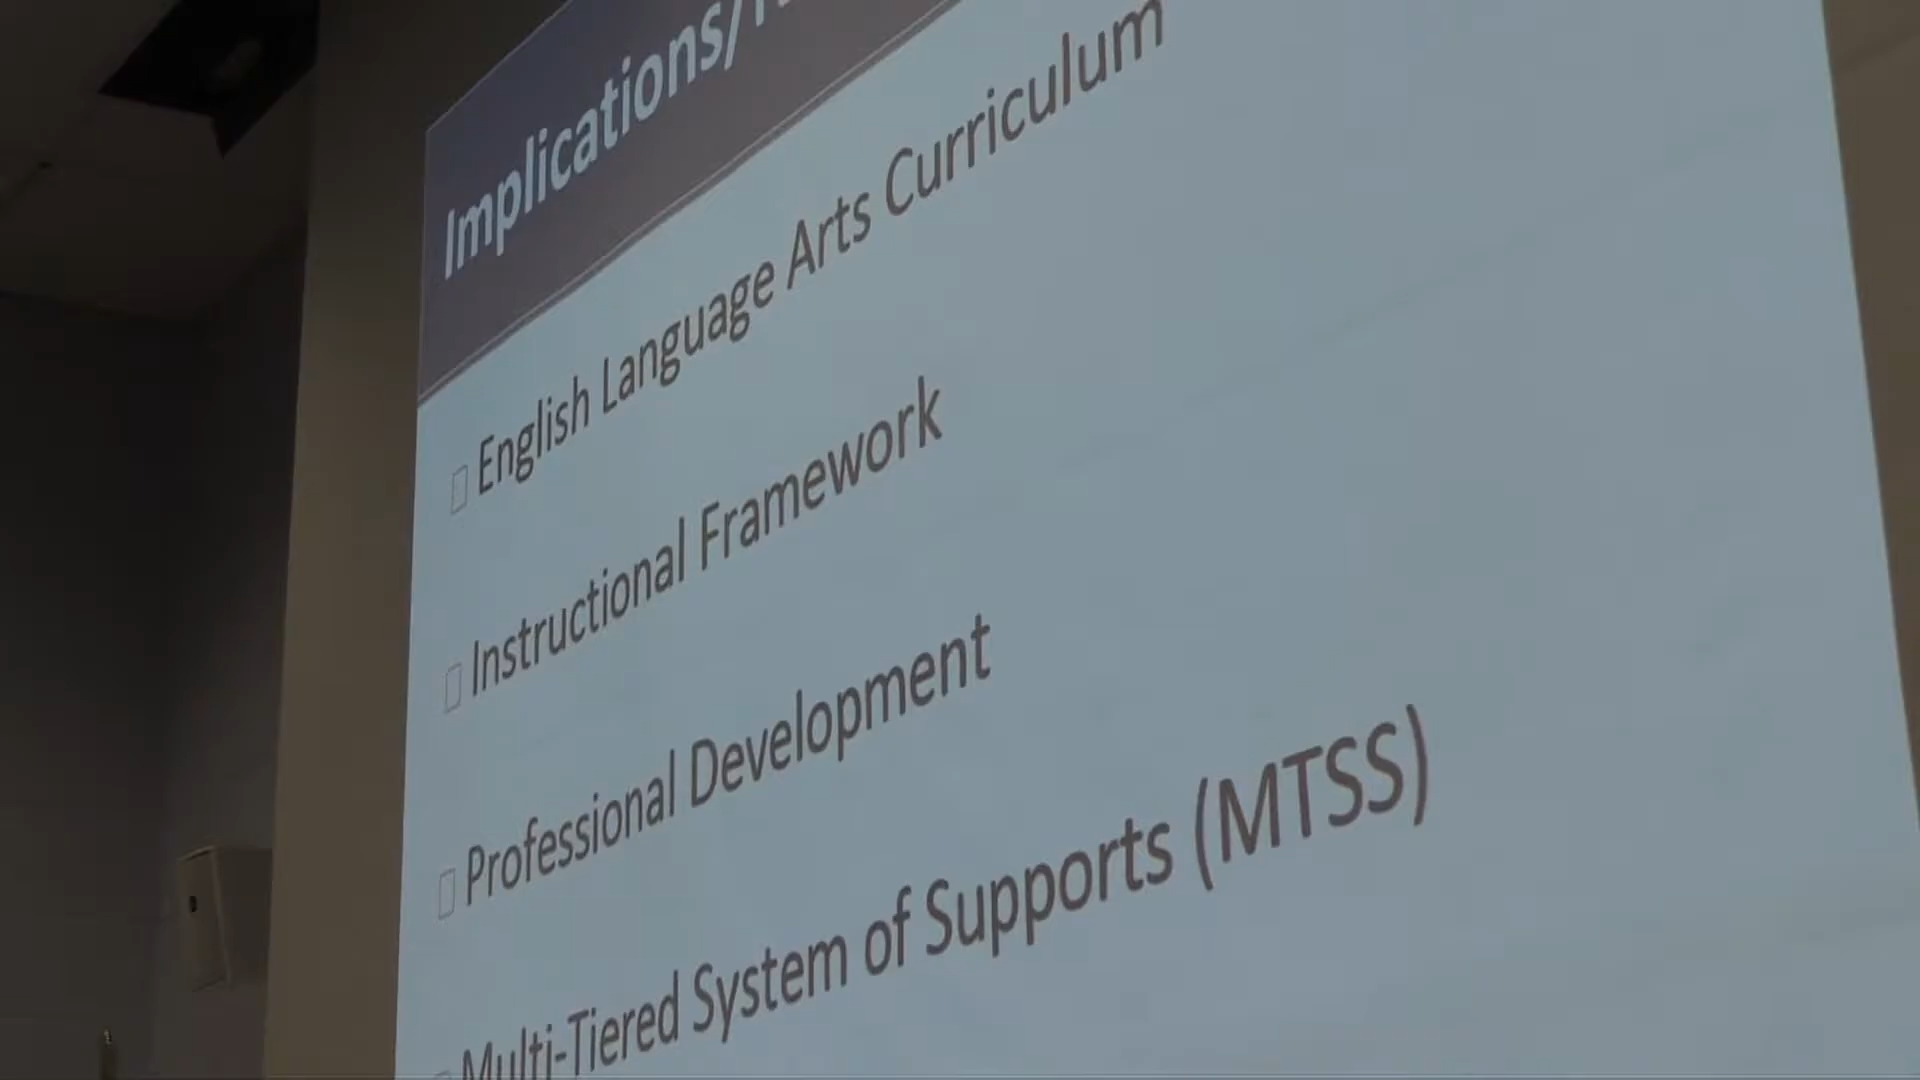 Implications/
English Language Arts Curriculum
Instructional Framework
Professional Development
Multi-Tiered System of Supports (MTSS)